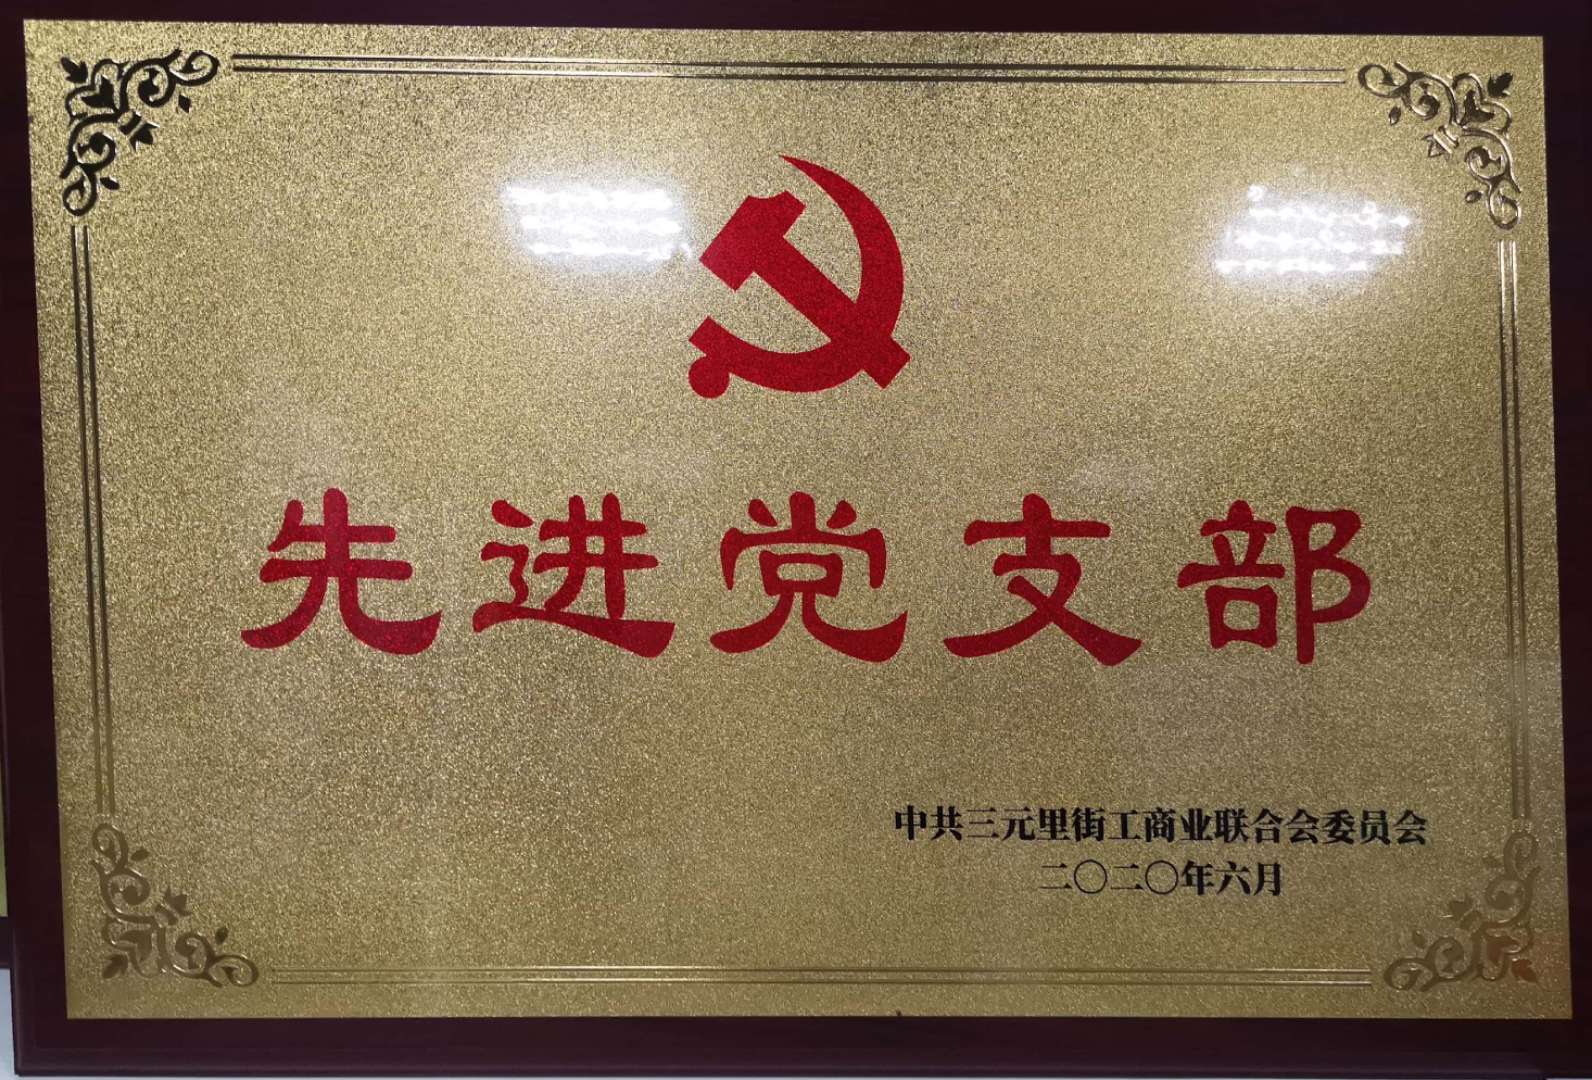 先进党支部
中共三元里街工商业联合会委员会
二〇二〇年六月